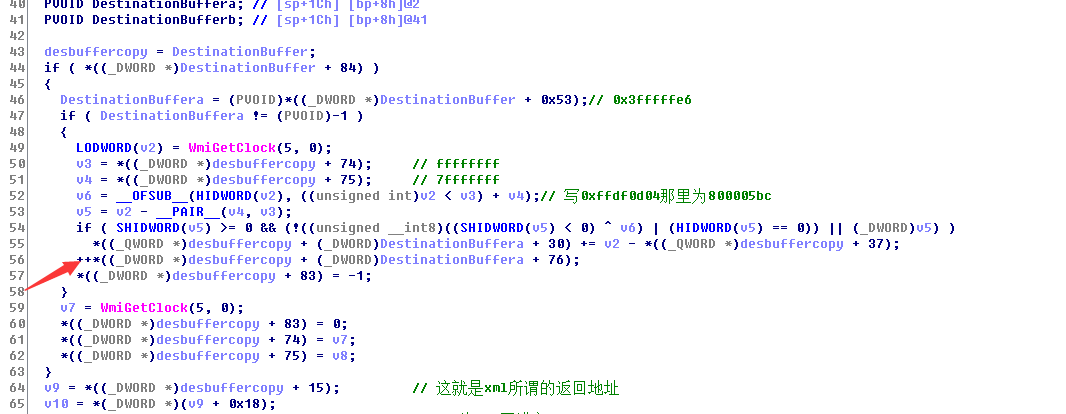 40 PVOID DestinationBuffera; // [sp+1Ch] [bp+8h]@2
41 PVOID DestinationBufferb; // [sp+1Ch] [bp+8h]@41
42
43 desbuffercopy = DestinationBuffer;
44 if ( *((_DWORD *)DestinationBuffer + 84) )
45 {
46 DestinationBuffera = (PVOID)*((_DWORD *)DestinationBuffer + 0x53);// 0x3fffffe6
47 if ( DestinationBuffera != (PVOID)-1 )
48 {
49 LODWORD(v2) = WmiGetClock(5, 0);
50 v3 = *((_DWORD *)desbuffercopy + 74); // ffffffff
51 v4 = *((_DWORD *)desbuffercopy + 75); // 7fffffff
52 v6 = __OFSUB__(HIDWORD(v2), ((unsigned int)v2 < v3) + v4);// 写0xffdf0d04那里为800005bc
53 v5 = v2 - __PAIR__(v4, v3);
54 if ( SHIDWORD(v5) >= 0 && (!((unsigned __int8)((SHIDWORD(v5) < 0) ^ v6) | (HIDWORD(v5) == 0)) || (_DWORD)v5) )
55 *((_QWORD *)desbuffercopy + (_DWORD)DestinationBuffera + 30) += v2 - *((_QWORD *)desbuffercopy + 37);
56 ++*((_DWORD *)desbuffercopy + (_DWORD)DestinationBuffera + 76);
57 *((_DWORD *)desbuffercopy + 83) = -1;
58 }
59 v7 = WmiGetClock(5, 0);
60 *((_DWORD *)desbuffercopy + 83) = 0;
61 *((_DWORD *)desbuffercopy + 74) = v7;
62 *((_DWORD *)desbuffercopy + 75) = v8;
63 }
64 v9 = *((_DWORD *)desbuffercopy + 15); // 这就是xml所谓的返回地址
65 v10 = *(_DWORD *)(v9 + 0x18);